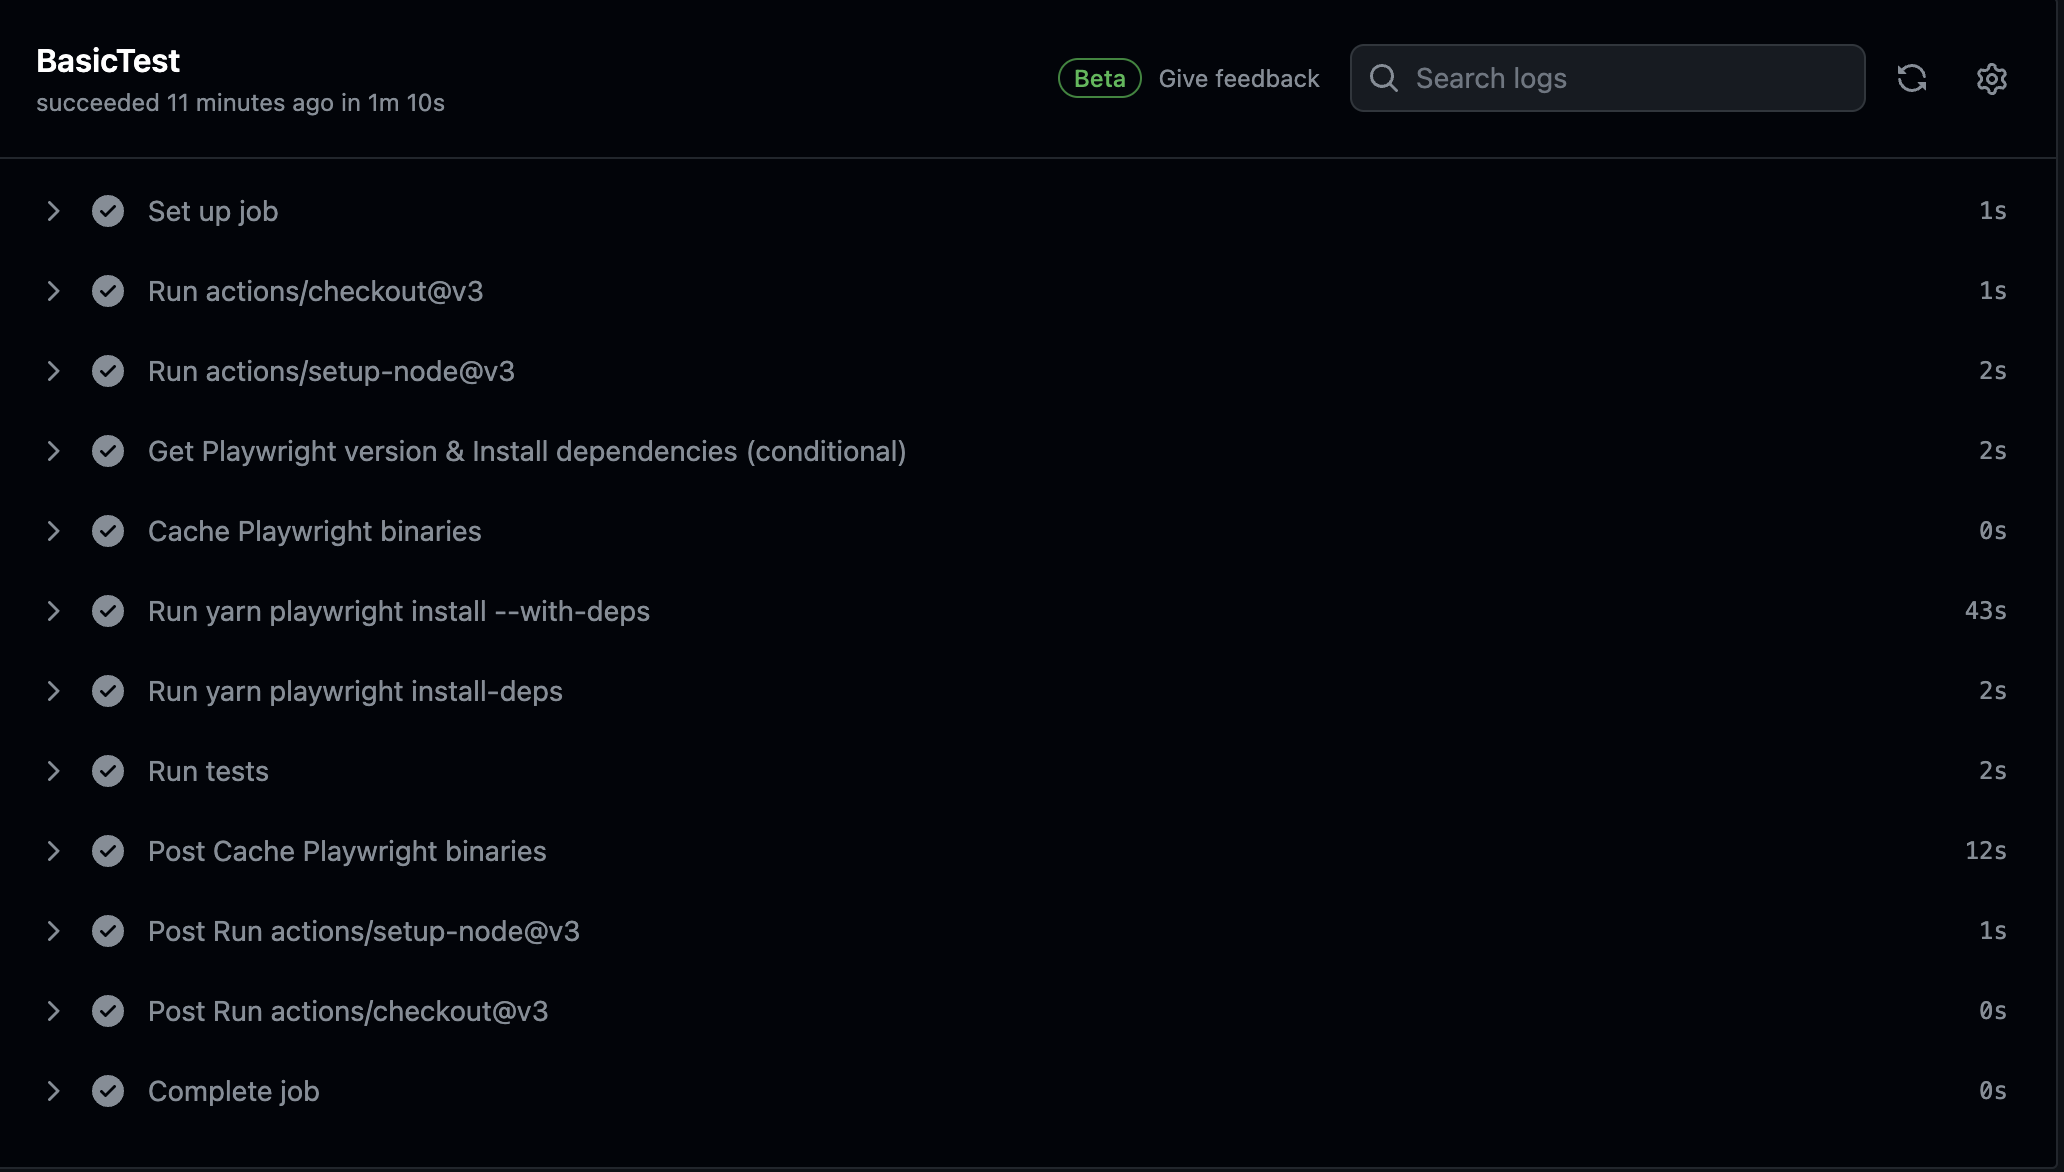 BasicTest
succeeded 11 minutes ago in 1m 10s
Beta Give feedback Search logs
Set up job 1s
Run actions/checkout@v3 1s
Run actions/setup-node@v3 2s
Get Playwright version & Install dependencies (conditional) 2s
Cache Playwright binaries 0s
Run yarn playwright install --with-deps 43s
Run yarn playwright install-deps 2s
Run tests 2s
Post Cache Playwright binaries 12s
Post Run actions/setup-node@v3 1s
Post Run actions/checkout@v3 0s
Complete job 0s